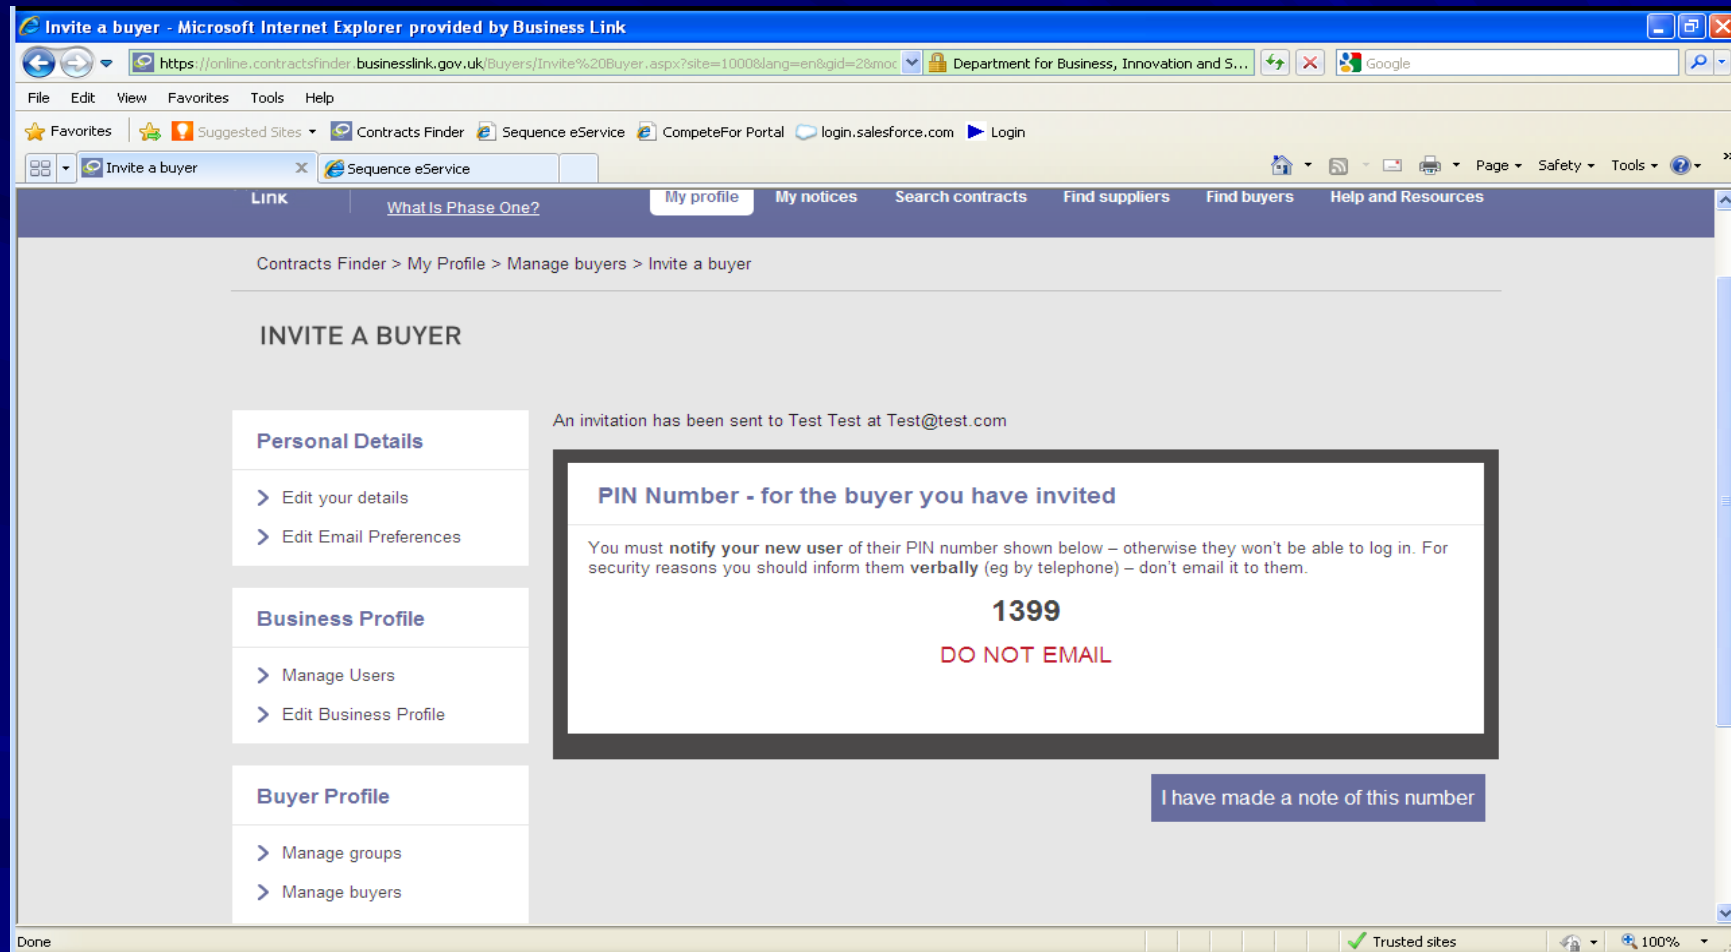 Invite a buyer - Microsoft Internet Explorer provided by Business Link
https://online.contractsfinder.businesslink.gov.uk/Buyers/Invite%20Buyer.aspx?site=1000&lang=en&gid=2&moc
Department for Business, Innovation and S...
Google
File Edit View Favorites Tools Help
Favorites Suggested Sites Contracts Finder Sequence eService CompeteFor Portal login.salesforce.com Login
Invite a buyer Sequence eService Page Safety Tools
LINK What Is Phase One? My profile My notices Search contracts Find suppliers Find buyers Help and Resources
Contracts Finder > My Profile > Manage buyers > Invite a buyer
INVITE A BUYER
Personal Details
Edit your details
Edit Email Preferences
Business Profile
Manage Users
Edit Business Profile
Buyer Profile
Manage groups
Manage buyers
An invitation has been sent to Test Test at Test@test.com
PIN Number - for the buyer you have invited
You must notify your new user of their PIN number shown below – otherwise they won't be able to log in. For
security reasons you should inform them verbally (eg by telephone) – don't email it to them.
1399
DO NOT EMAIL
I have made a note of this number
Done Trusted sites 100%